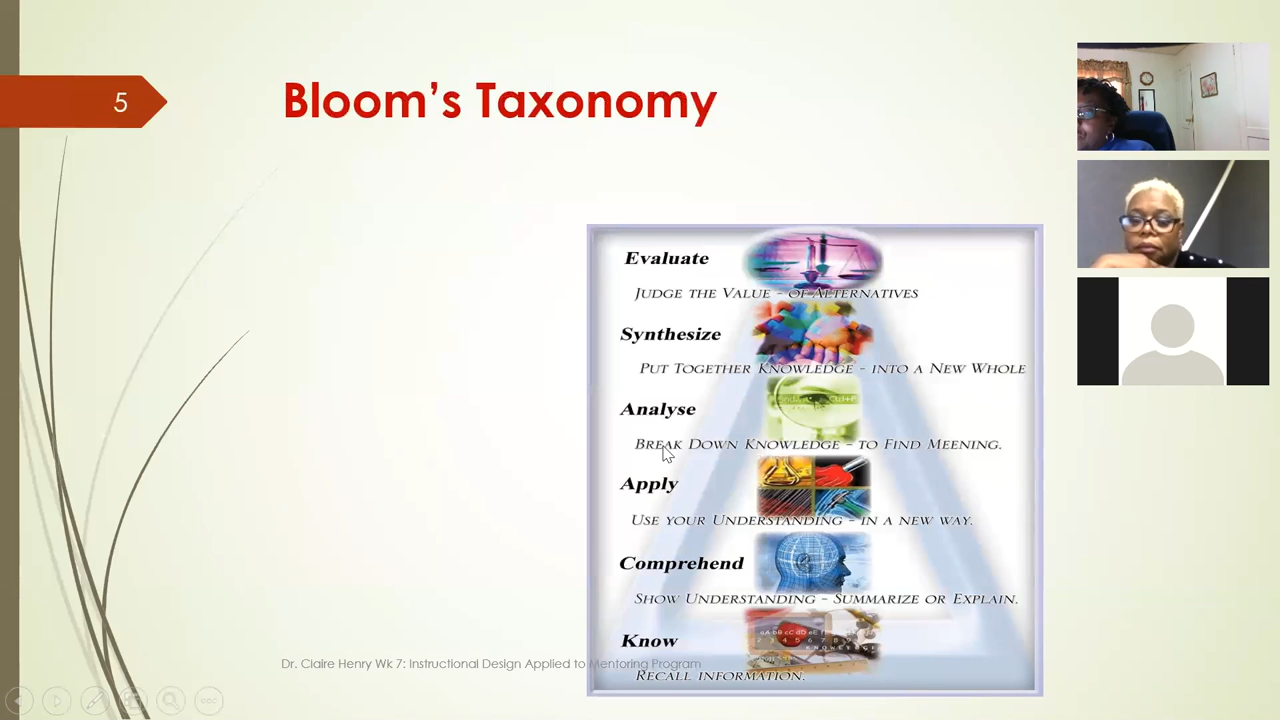 5
Bloom's Taxonomy
Evaluate
JUDGE THE VALUE - OF ALTERNATIVES
Synthesize
PUT TOGETHER KNOWLEDGE - INTO A NEW WHOLE
Analyse
BREAK DOWN KNOWLEDGE - TO FIND MEENING.
Apply
USE YOUR UNDERSTANDING - IN A NEW WAY.
Comprehend
SHOW UNDERSTANDING - SUMMARIZE OR EXPLAIN.
Know
Dr. Claire Henry Wk 7: Instructional Design Applied to Mentoring Program
RECALL INFORMATION.